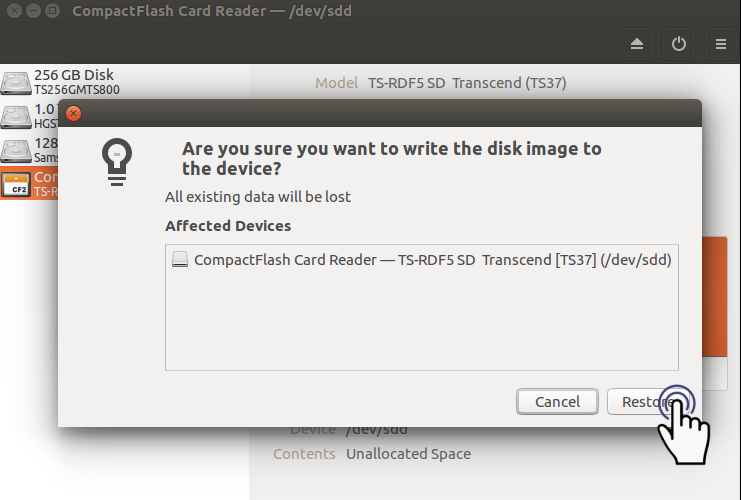 CompactFlash Card Reader — /dev/sdd
256 GB Disk
TS256GMTS800
Model TS-RDF5 SD  Transcend (TS37)
1.0
HGST
128
Sams
Com
TS-R
CF2
Are you sure you want to write the disk image to
the device?
All existing data will be lost
Affected Devices
CompactFlash Card Reader — TS-RDF5 SD  Transcend [TS37] (/dev/sdd)
Cancel
Restore
Device /dev/sdd
Contents Unallocated Space